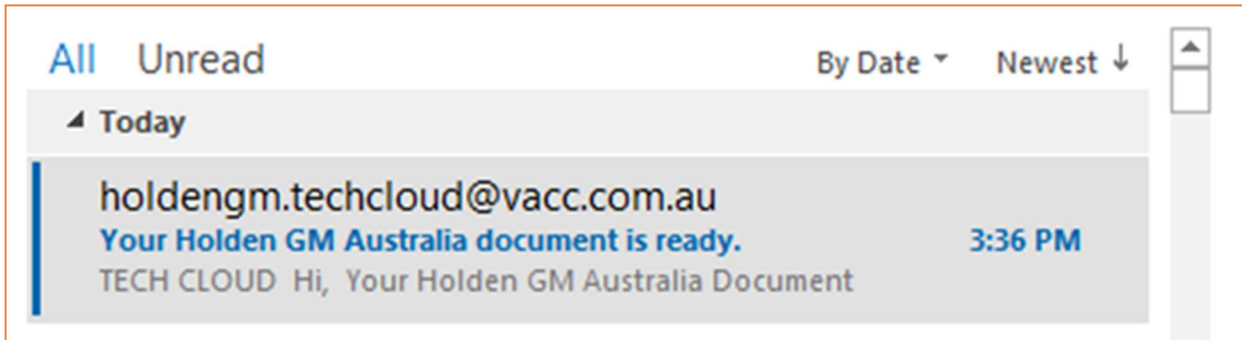 All Unread By Date Newest
Today
holdengm.techcloud@vacc.com.au
Your Holden GM Australia document is ready. 3:36 PM
TECH CLOUD Hi, Your Holden GM Australia Document